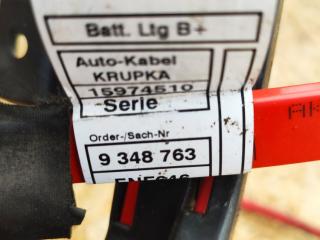 Batt. Ltg B+
Auto-Kabel
KRUPKA
15974510
Serie
Order-/Sach-Nr
9 348 763